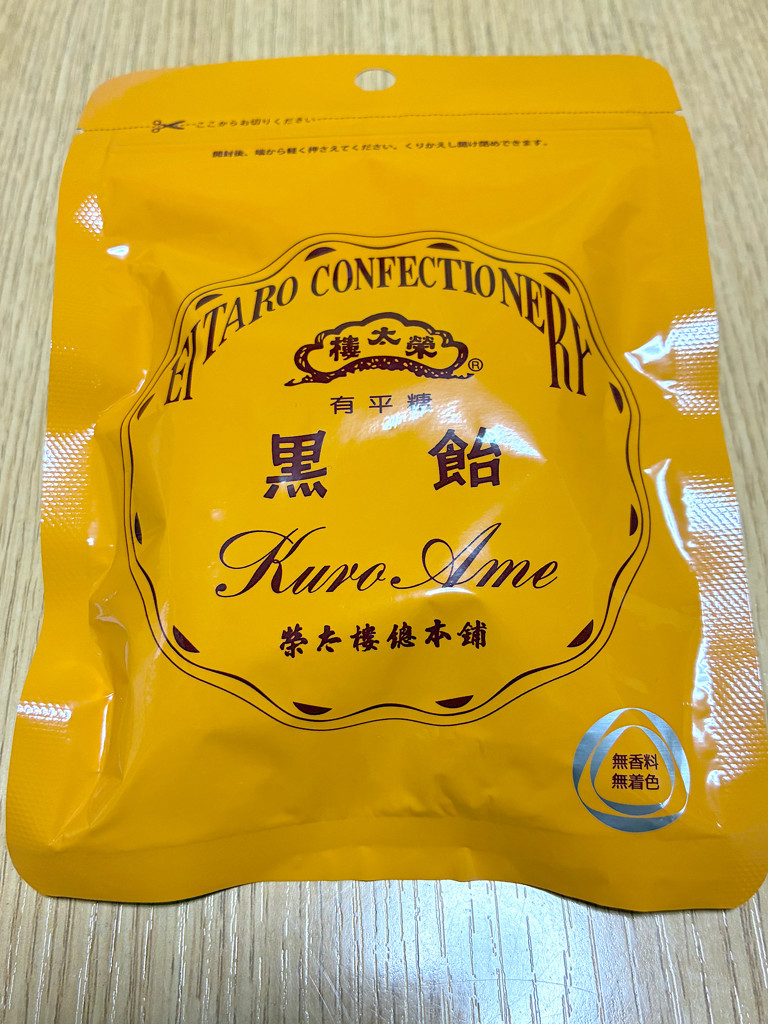 ここからお切りください
開封後、端から軽く押さえてください。くりかえし開け閉めできます。
EITARO CONFECTIONERY
樓太榮
®
有平糖
黒飴
Kuro Ame
榮太樓總本鋪
無香料
無着色